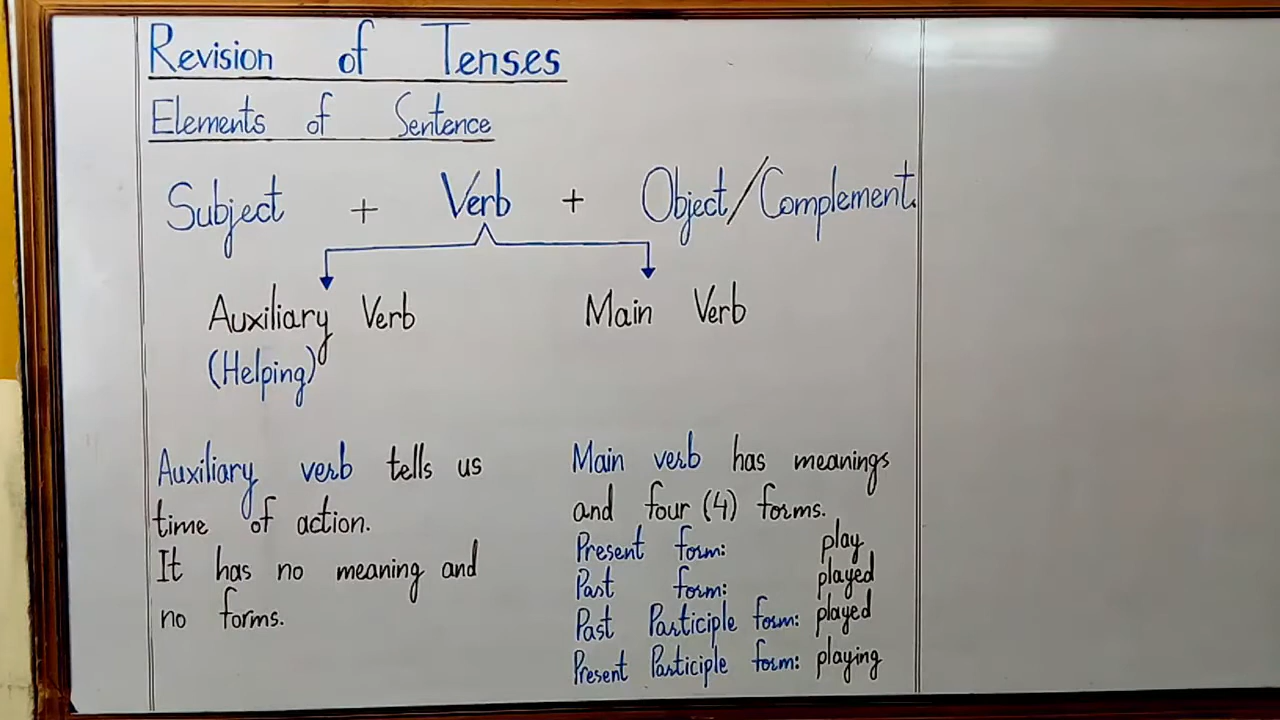 Revision of Tenses
Elements of Sentence
Subject + Verb + Object/Complement.
Auxiliary Verb
(Helping)
Main Verb
Auxiliary verb tells us
time of action.
It has no meaning and
no forms.
Main verb has meanings
and four (4) forms.
Present form: play
Past form: played
Past Participle form: played
Present Participle form: playing